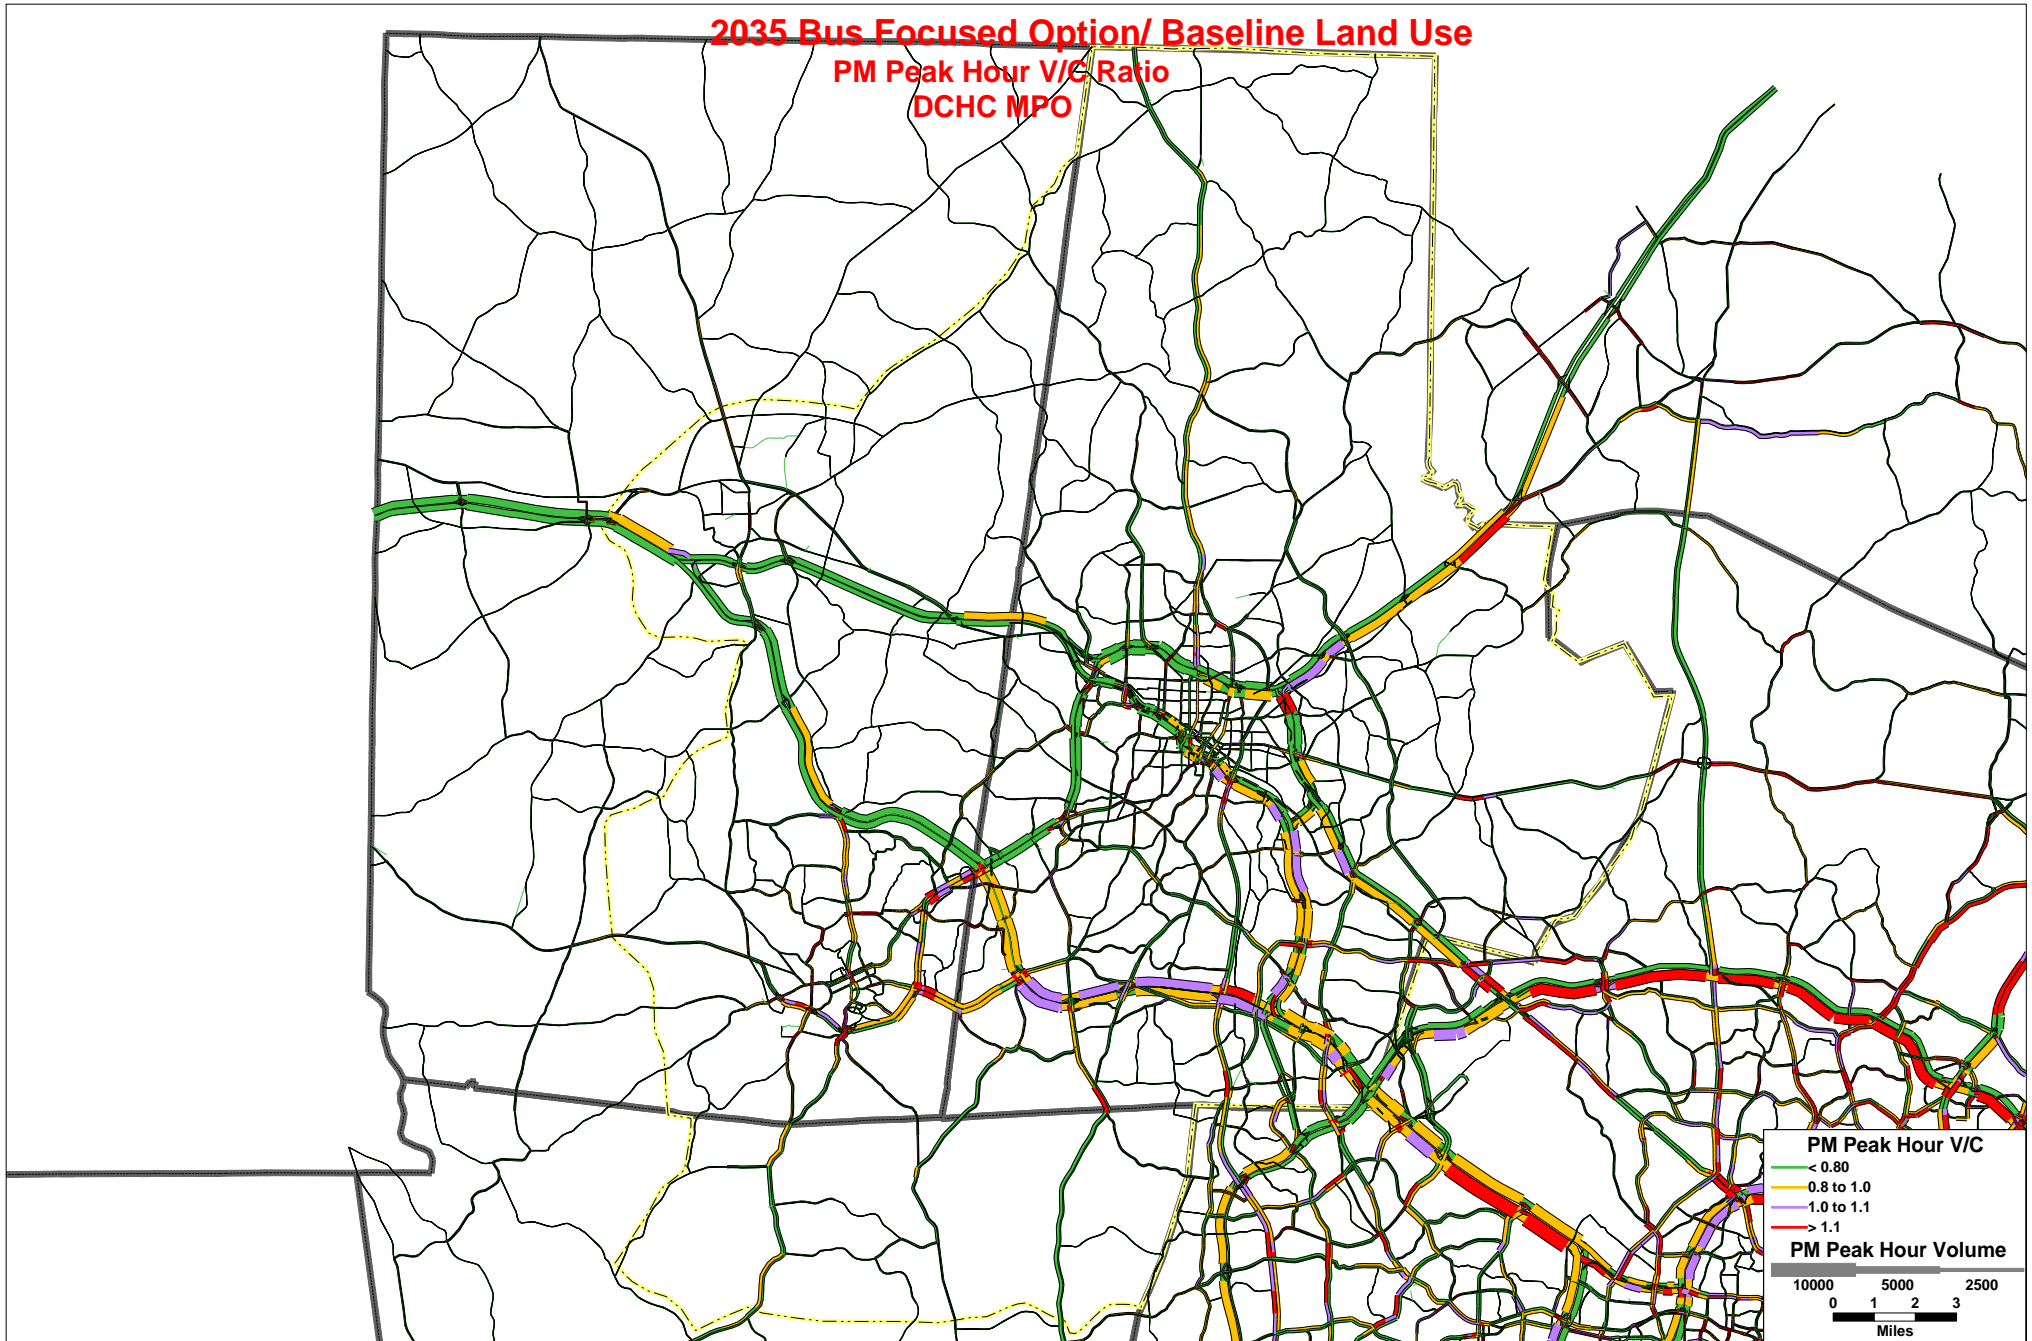 2035 Bus Focused Option/ Baseline Land Use
PM Peak Hour V/C Ratio
DCHC MPO
PM Peak Hour V/C
< 0.80
0.8 to 1.0
1.0 to 1.1
> 1.1
PM Peak Hour Volume
10000 5000 2500
0 1 2 3
Miles